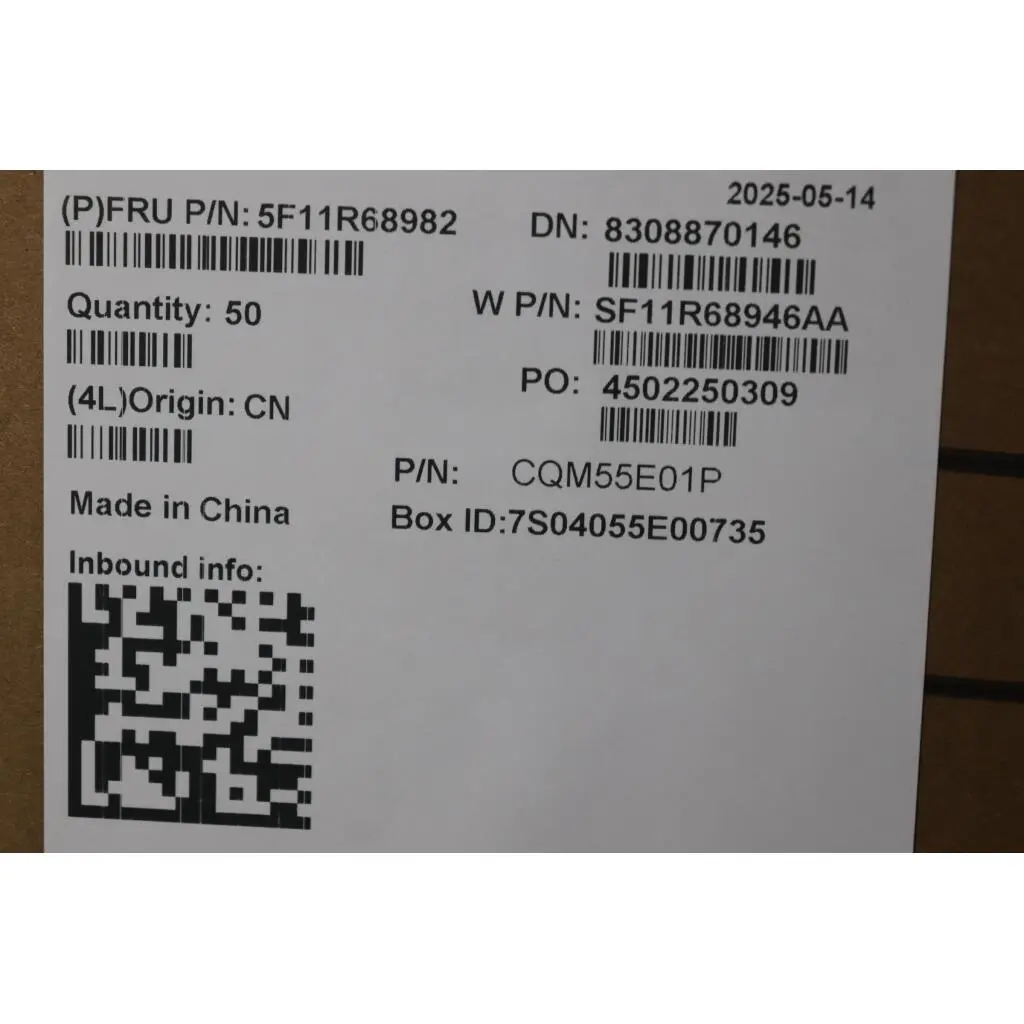 2025-05-14
(P)FRU P/N: 5F11R68982
DN: 8308870146
Quantity: 50
W P/N: SF11R68946AA
PO: 4502250309
(4L)Origin: CN
P/N: CQM55E01P
Made in China
Box ID:7S04055E00735
Inbound info: